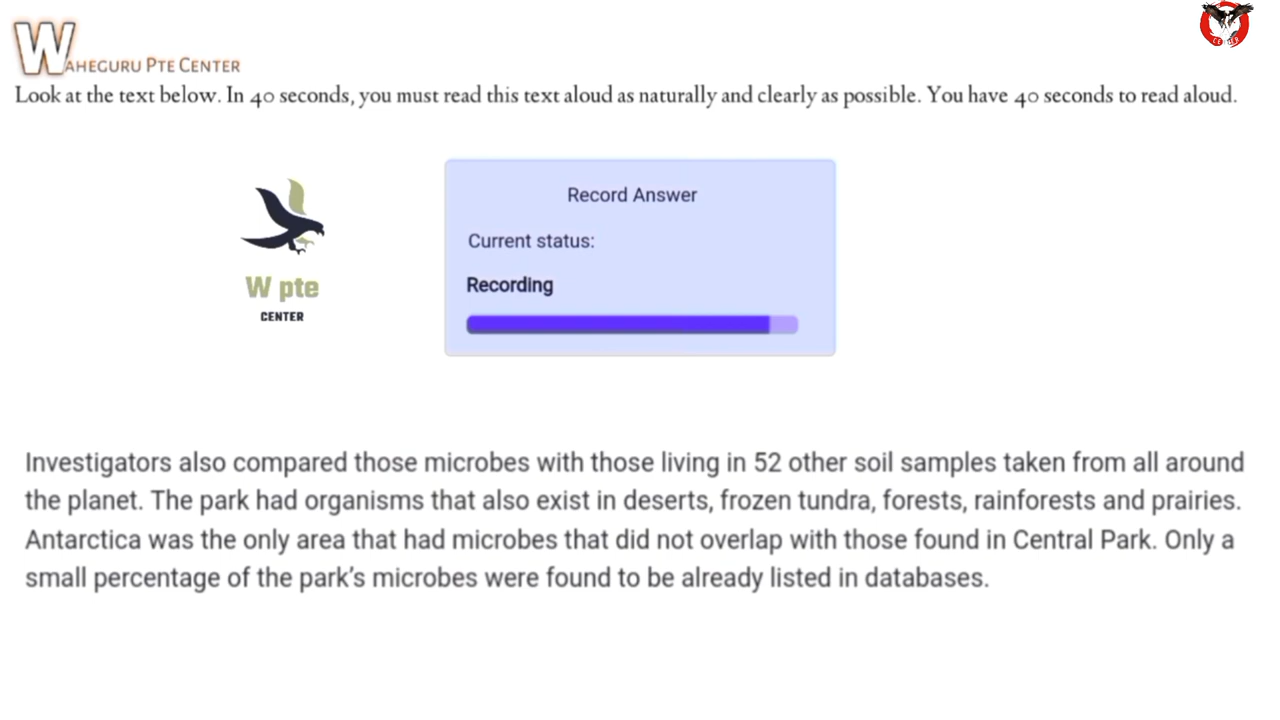 WAHEGURU PTE CENTER
Look at the text below. In 40 seconds, you must read this text aloud as naturally and clearly as possible. You have 40 seconds to read aloud.
Record Answer
Current status:
Recording
W pte
CENTER
Investigators also compared those microbes with those living in 52 other soil samples taken from all around
the planet. The park had organisms that also exist in deserts, frozen tundra, forests, rainforests and prairies.
Antarctica was the only area that had microbes that did not overlap with those found in Central Park. Only a
small percentage of the park’s microbes were found to be already listed in databases.